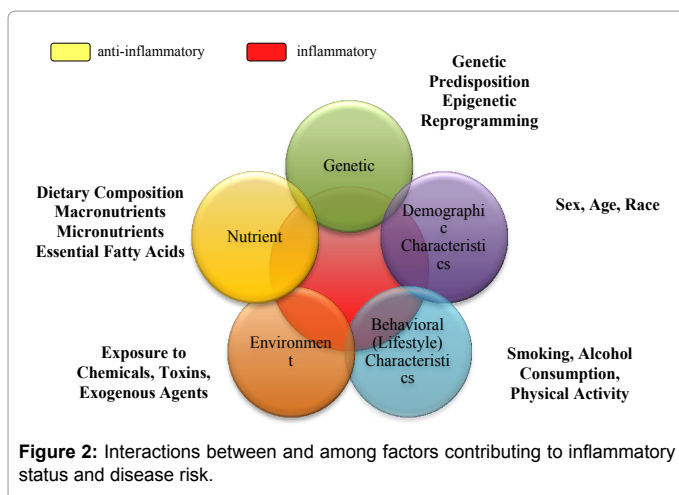 anti-inflammatory
inflammatory
Genetic
Predisposition
Epigenetic
Reprogramming
Genetic
Dietary Composition
Macronutrients
Micronutrients
Essential Fatty Acids
Nutrient
Demographi
c
Characteristi
cs
Sex, Age, Race
Exposure to
Chemicals, Toxins,
Exogenous Agents
Environmen
t
Behavioral
(Lifestyle)
Characteristi
cs
Smoking, Alcohol
Consumption,
Physical Activity
Figure 2: Interactions between and among factors contributing to inflammatory
status and disease risk.